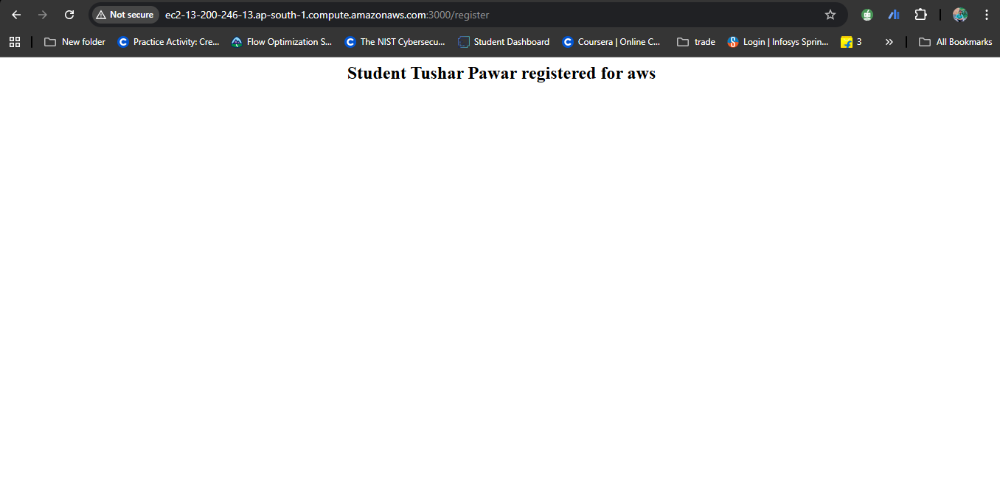 Not secure ec2-13-200-246-13.ap-south-1.compute.amazonaws.com:3000/register
New folder Practice Activity: Cre... Flow Optimization S... The NIST Cybersecu... Student Dashboard Coursera | Online C... trade Login | Infosys Sprin... 3 » All Bookmarks
Student Tushar Pawar registered for aws